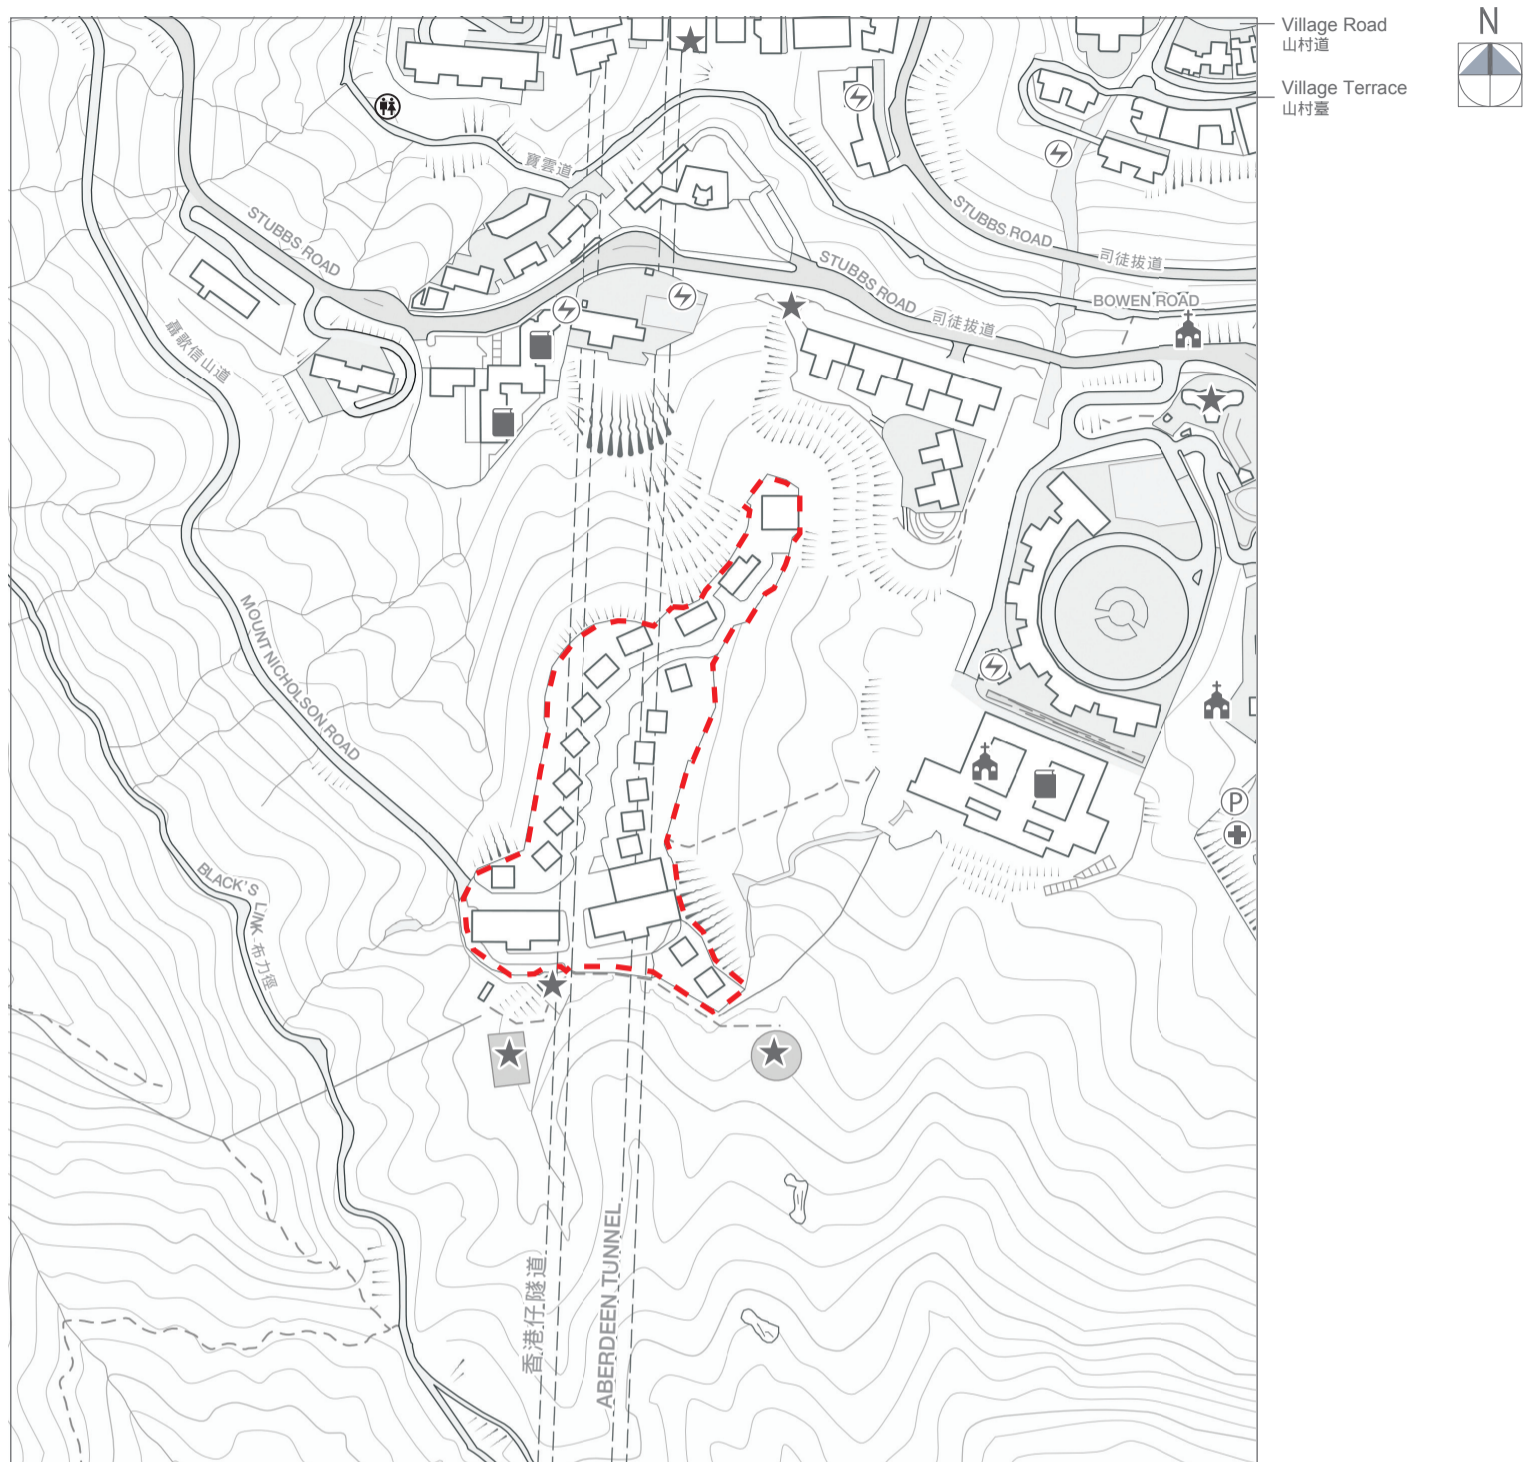 Village Road
山村道
N
Village Terrace
山村臺
寶雲道
STUBBS ROAD
STUBBS ROAD
司徒拔道
STUBBS ROAD
司徒拔道
BOWEN ROAD
聶歌信山道
MOUNT NICHOLSON ROAD
P
BLACK'S LINK 布力徑
香港仔隧道
ABERDEEN TUNNEL